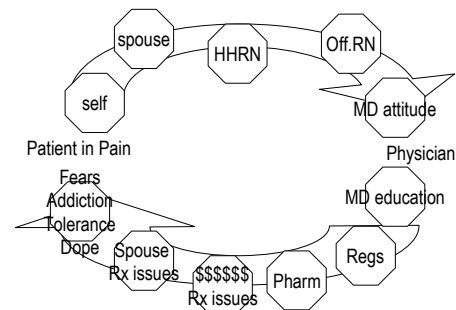 spouse
HHRN
Off.RN
self
MD attitude
Patient in Pain
Physician
Fears
Addiction
Tolerance
Dope
MD education
Spouse
Rx issues
$$$$$$
Rx issues
Pharm
Regs